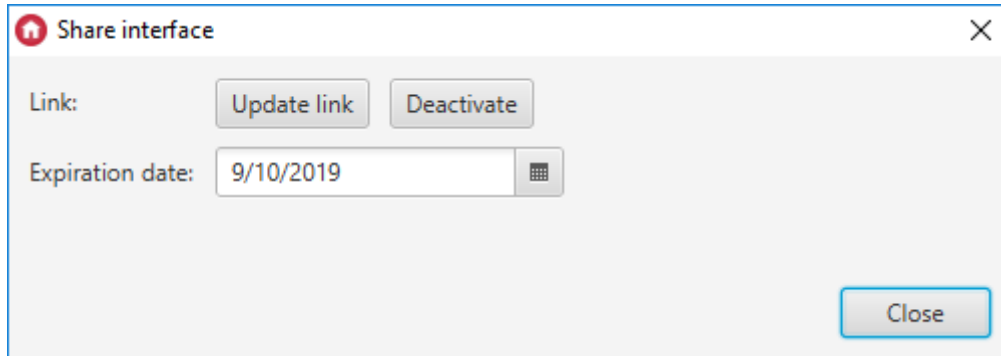 Share interface
Link: Update link Deactivate
Expiration date: 9/10/2019
Close